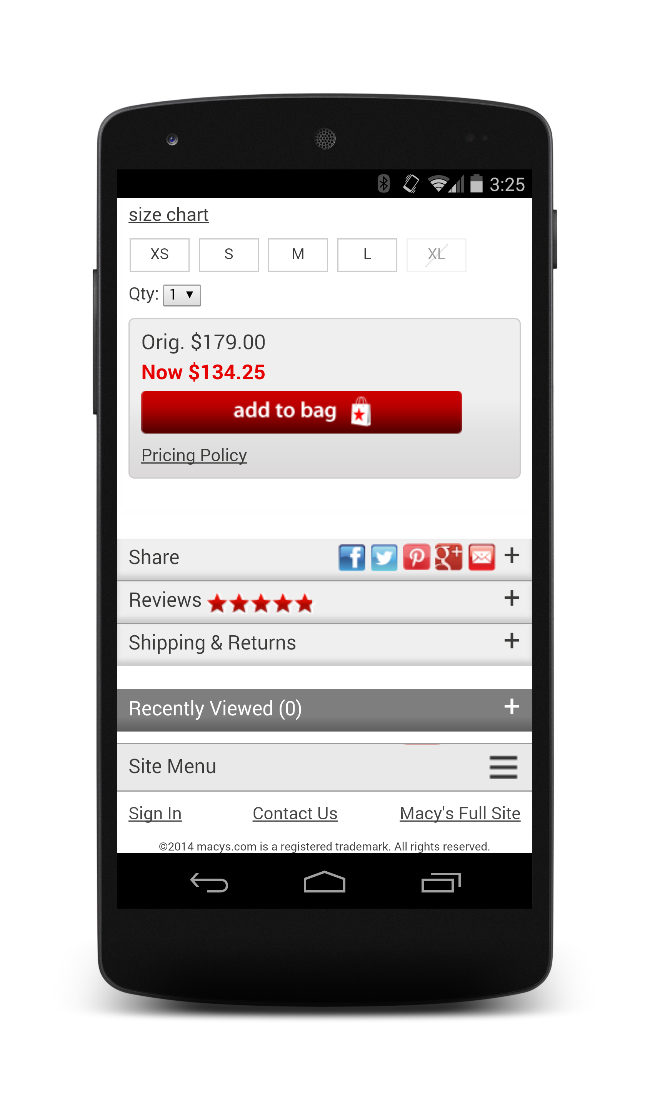 3:25
size chart
XS S M L XL
Qty: 1
Orig. $179.00
Now $134.25
add to bag
Pricing Policy
Share
Reviews
Shipping & Returns
Recently Viewed (0)
Site Menu
Sign In Contact Us Macy's Full Site
©2014 macys.com is a registered trademark. All rights reserved.